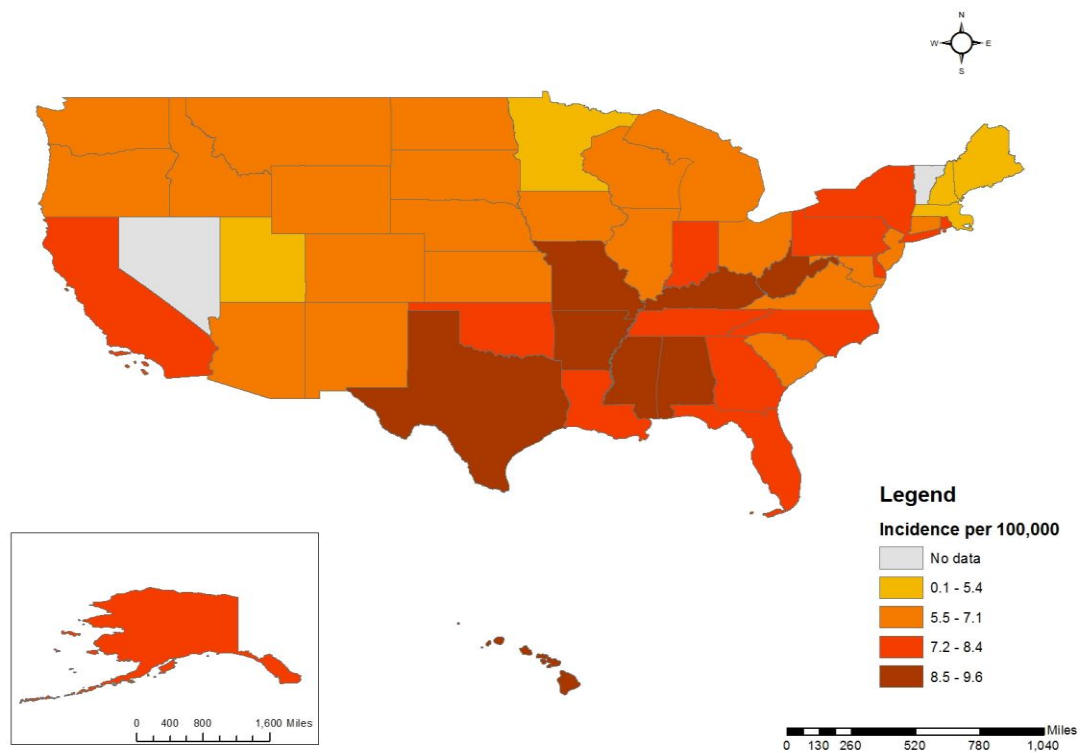 N
W E
S
Legend
Incidence per 100,000
No data
0.1 - 5.4
5.5 - 7.1
7.2 - 8.4
8.5 - 9.6
0 400 800 1,600 Miles
Miles
0 130 260 520 780 1,040